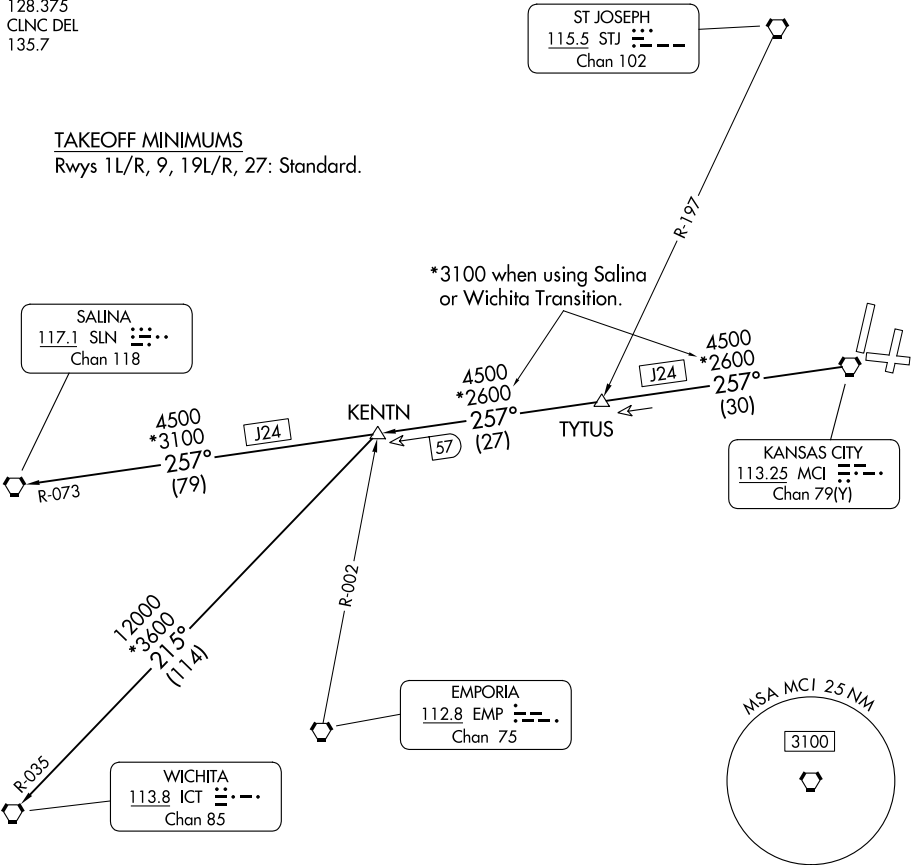 128.375
CLNC DEL
135.7
ST JOSEPH
115.5 STJ
Chan 102
TAKEOFF MINIMUMS
Rwys 1L/R, 9, 19L/R, 27: Standard.
R-197
*3100 when using Salina
or Wichita Transition.
SALINA
117.1 SLN
Chan 118
4500
*2600
257°
(30)
J24
4500
*2600
257°
(27)
TYTUS
KENTN
57
4500
*3100
257°
(79)
J24
R-073
KANSAS CITY
113.25 MCI
Chan 79(Y)
R-002
12000
*3600
215°
(114)
EMPORIA
112.8 EMP
Chan 75
R-035
WICHITA
113.8 ICT
Chan 85
MSA MCI 25 NM
3100